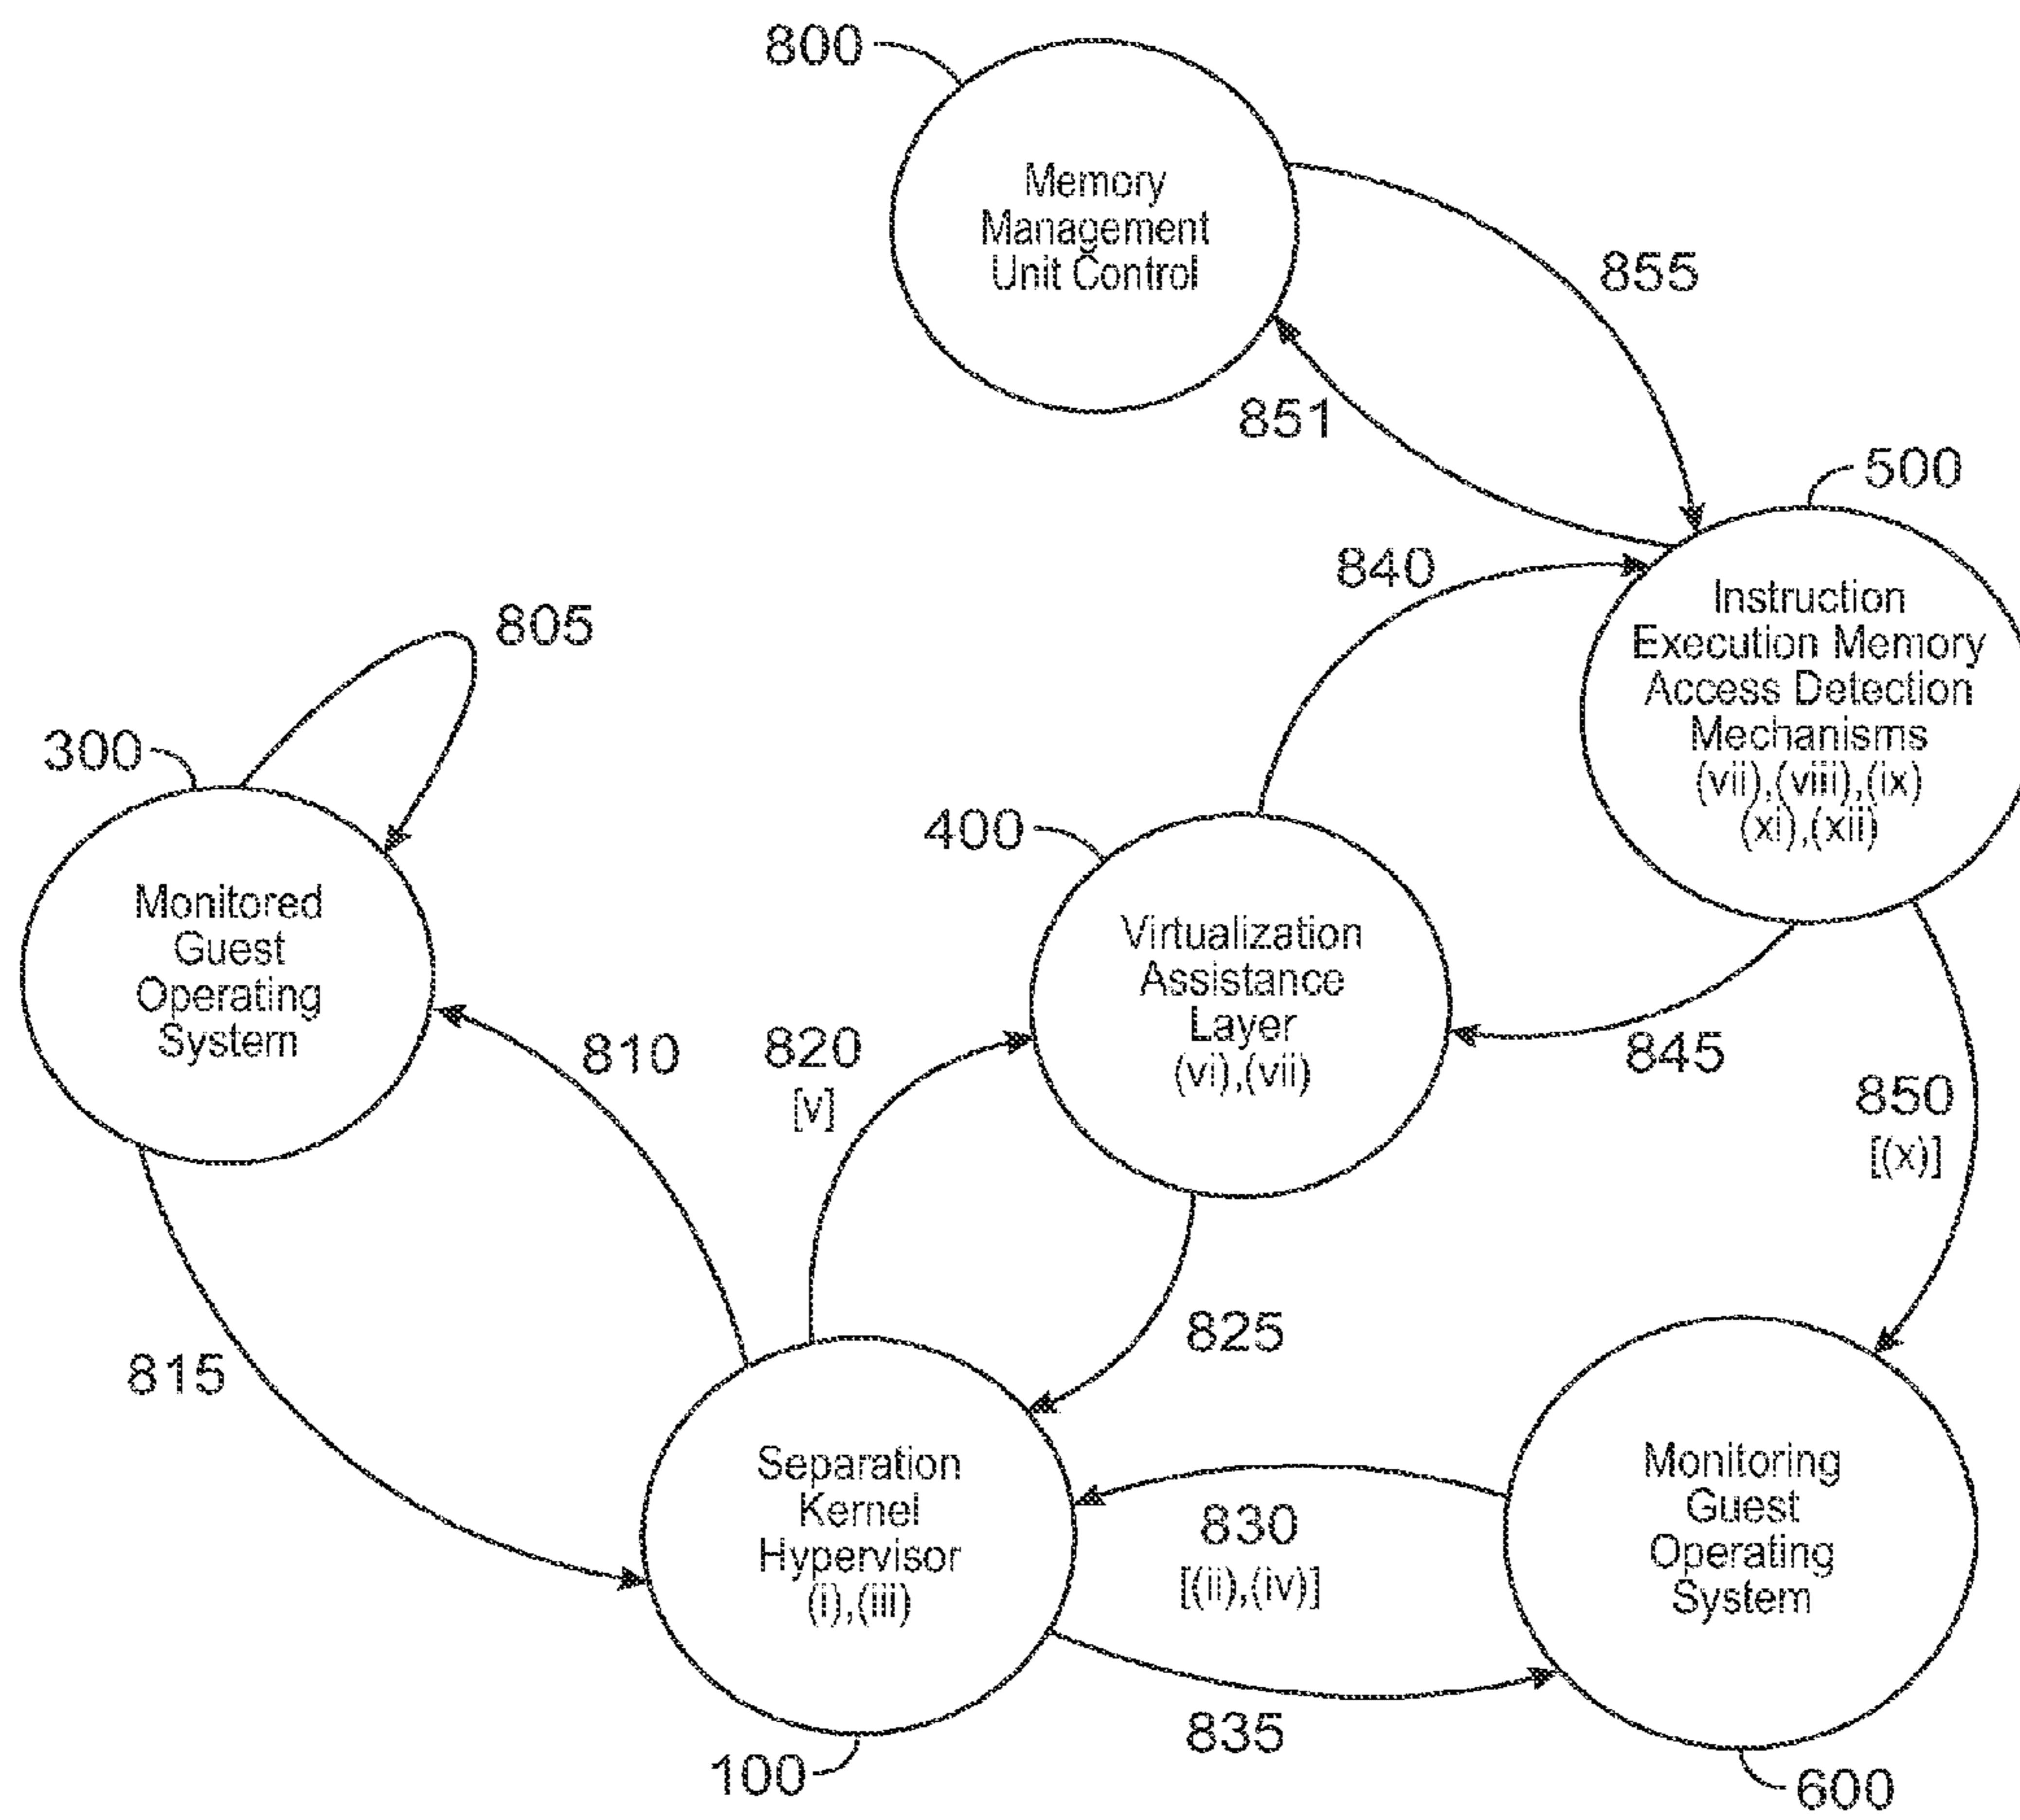 800
Memory
Management
Unit Control
855
851
500
840
Instruction
Execution Memory
Access Detection
Mechanisms
(vii),(viii),(ix)
(xi),(xii)
805
300
400
Monitored
Guest
Operating
System
Virtualization
Assistance
Layer
(vi),(vii)
810
820
[v]
845
850
[(x)]
825
815
Separation
Kernel
Hypervisor
(i),(iii)
830
[(ii),(iv)]
Monitoring
Guest
Operating
System
835
100
600